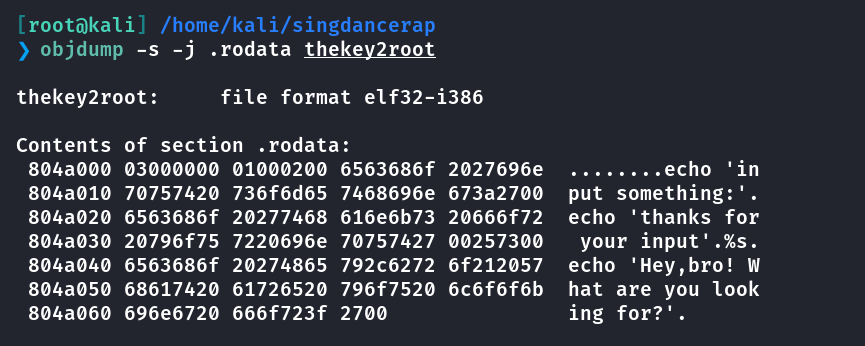 [root@kali] /home/kali/singdancerap
❯ objdump -s -j .rodata thekey2root
thekey2root:     file format elf32-i386
Contents of section .rodata:
 804a000 03000000 01000200 6563686f 2027696e  ........echo 'in
 804a010 70757420 736f6d65 7468696e 673a2700  put something:'.
 804a020 6563686f 20277468 616e6b73 20666f72  echo 'thanks for
 804a030 20796f75 7220696e 70757427 00257300   your input'.%s.
 804a040 6563686f 20274865 792c6272 6f212057  echo 'Hey,bro! W
 804a050 68617420 61726520 796f7520 6c6f6f6b  hat are you look
 804a060 696e6720 666f723f 2700               ing for?'.